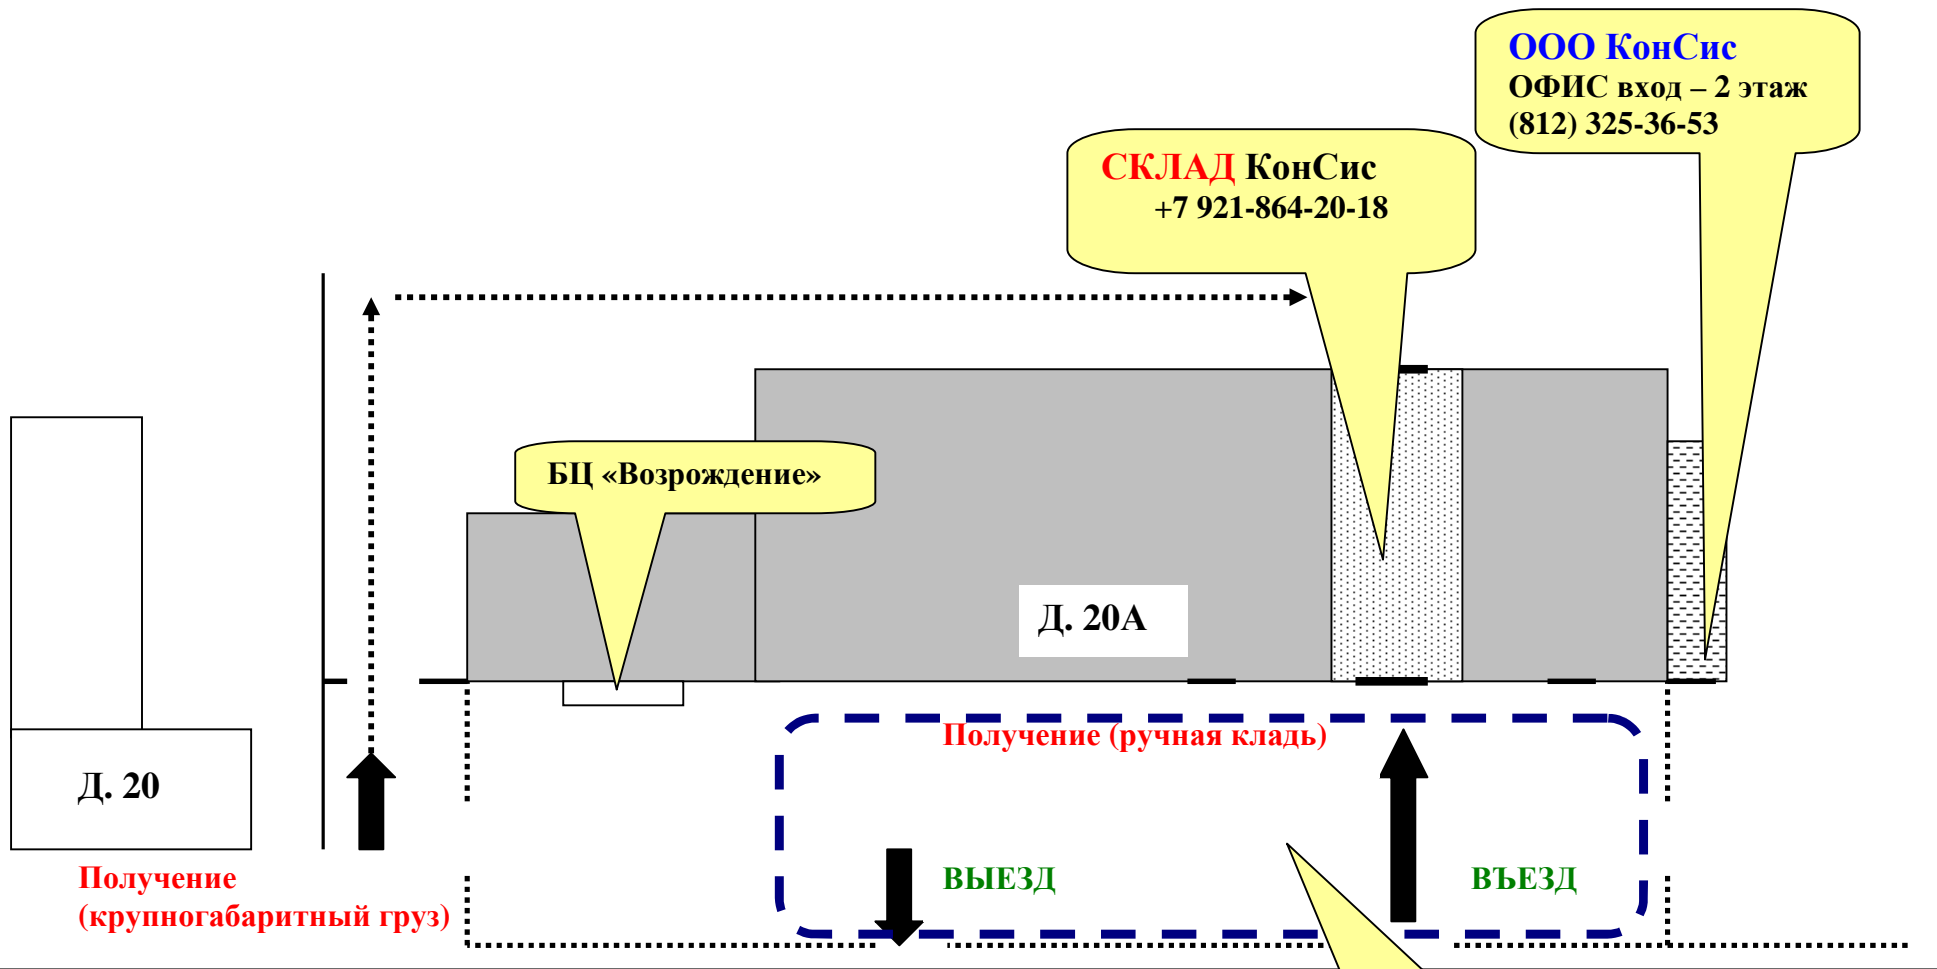 ООО КонСис
ОФИС вход – 2 этаж
(812) 325-36-53
СКЛАД КонСис
+7 921-864-20-18
БЦ «Возрождение»
Д. 20А
Получение (ручная кладь)
Д. 20
Получение
(крупногабаритный груз)
ВЫЕЗД
ВЪЕЗД